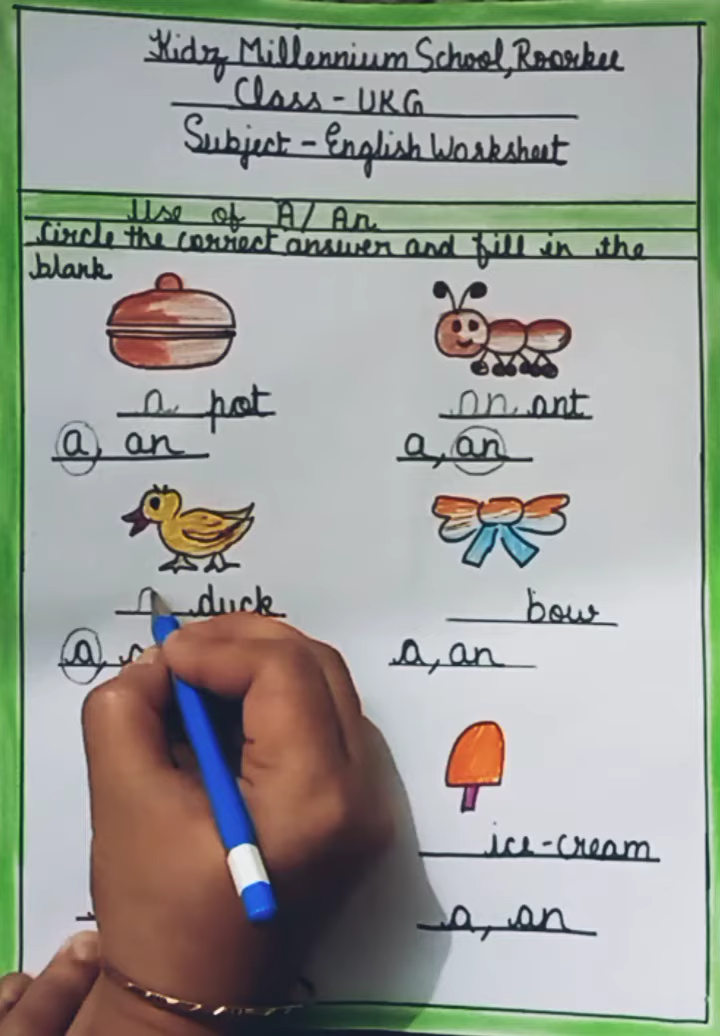 Kidz Millennium School, Roorkee
Class - UKG
Subject - English Worksheet
Use of A/An
Circle the correct answer and fill in the
blank
a pot
an ant
a, an
a, an
a duck
bow
a,
a, an
ice-cream
a, an